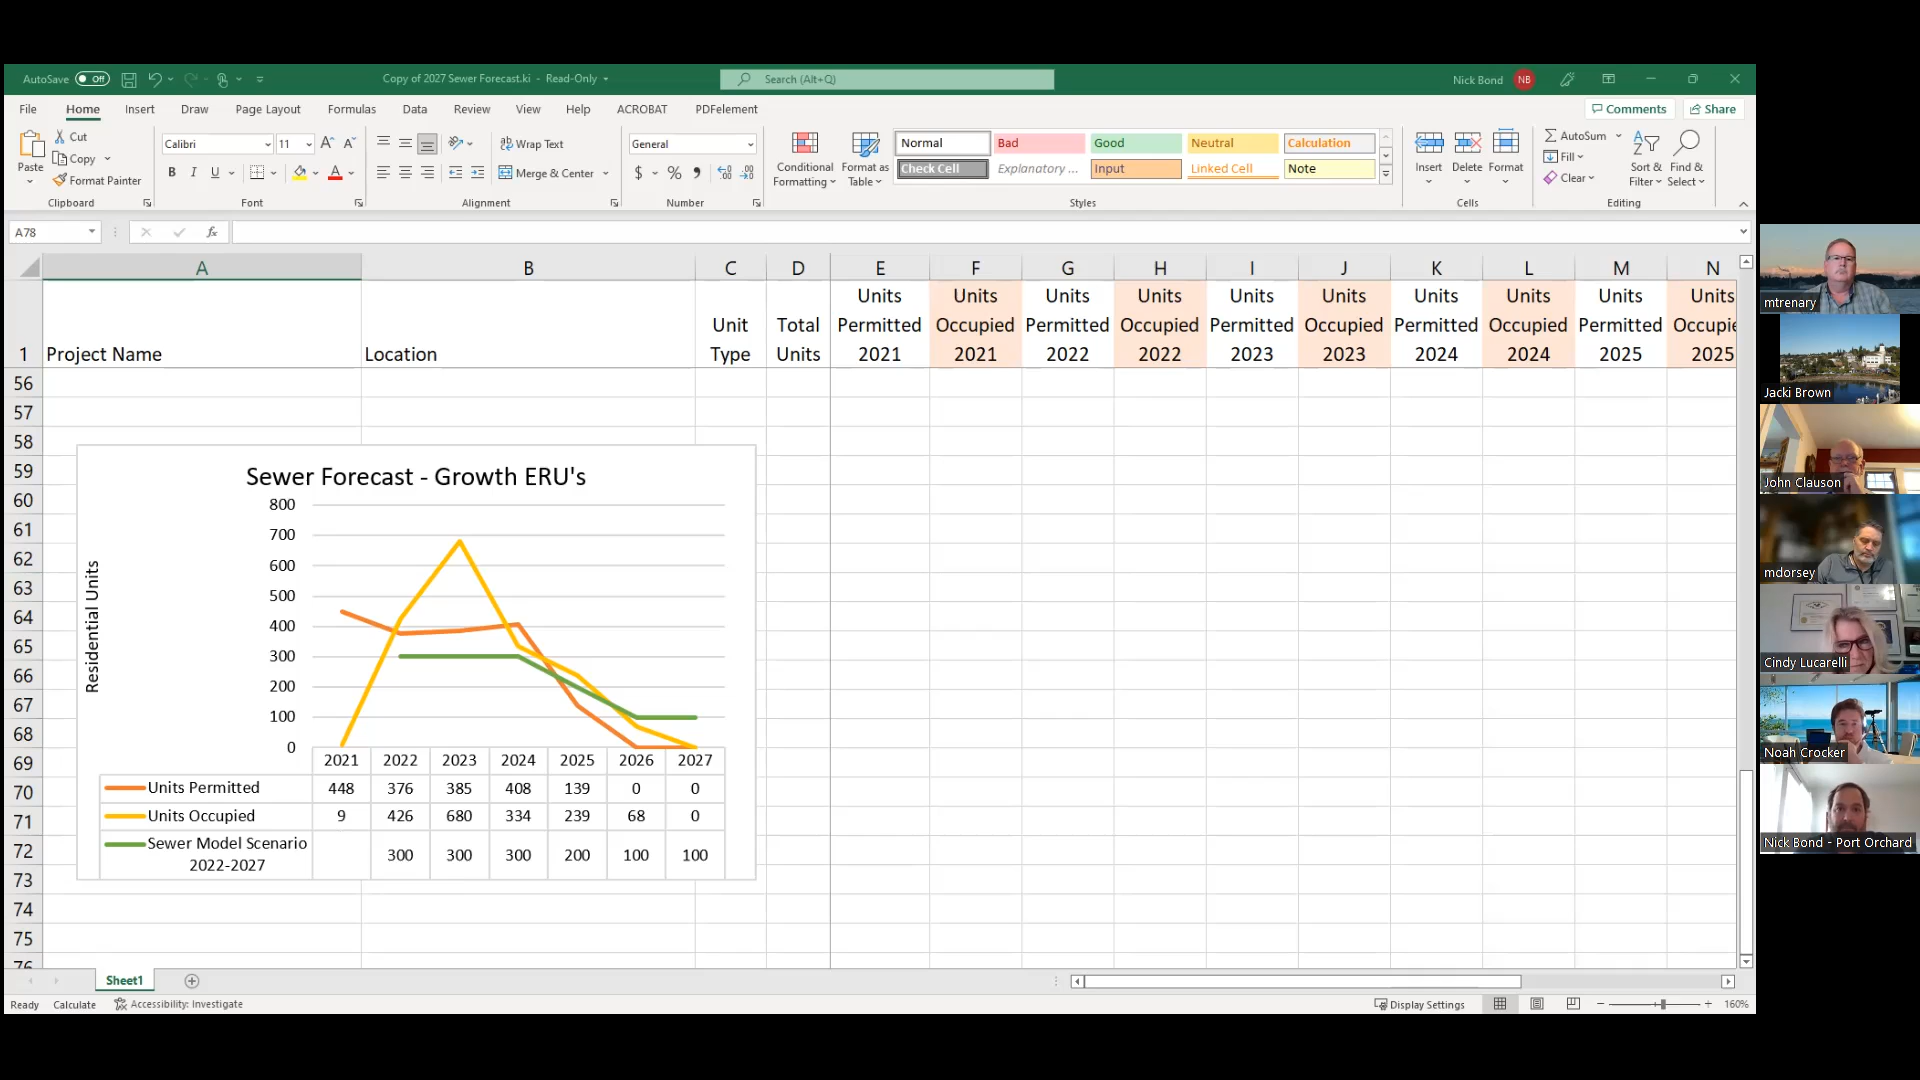 AutoSave Off Copy of 2027 Sewer Forecast.ki - Read-Only Search (Alt+Q) Nick Bond NB
File Home Insert Draw Page Layout Formulas Data Review View Help ACROBAT PDFelement Comments Share
Paste
Cut
Copy
Format Painter
Clipboard
Calibri 11
B I U
Font
Wrap Text
Merge & Center
Alignment
General
$ % ,
Number
Conditional Formatting
Format as Table
Normal Bad Good Neutral Calculation
Check Cell Explanatory ... Input Linked Cell Note
Styles
Insert Delete Format
Cells
AutoSum
Fill
Clear
Sort & Filter
Find & Select
Editing
A78 fx
A B C D E F G H I J K L M N
1 Project Name Location Unit Type Total Units Units Permitted 2021 Units Occupied 2021 Units Permitted 2022 Units Occupied 2022 Units Permitted 2023 Units Occupied 2023 Units Permitted 2024 Units Occupied 2024 Units Permitted 2025 Units Occupie 2025
56
57
58
59
60
61
62
63
64
65
66
67
68
69
70
71
72
73
74
75
76
Sewer Forecast - Growth ERU's
Residential Units
800
700
600
500
400
300
200
100
0
2021 2022 2023 2024 2025 2026 2027
Units Permitted 448 376 385 408 139 0 0
Units Occupied 9 426 680 334 239 68 0
Sewer Model Scenario
2022-2027 300 300 300 200 100 100
Sheet1
Ready Calculate Accessibility: Investigate Display Settings 160%
mtrenary
Jacki Brown
John Clauson
mdorsey
Cindy Lucarelli
Noah Crocker
Nick Bond - Port Orchard